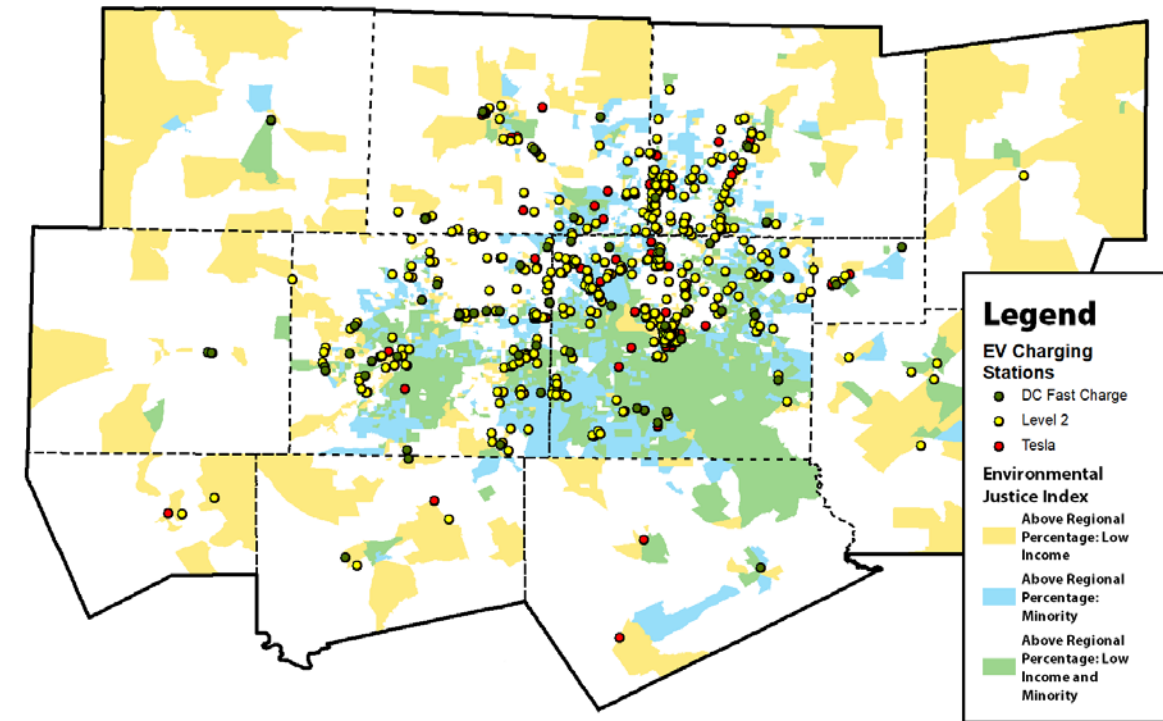 Legend
EV Charging
Stations
DC Fast Charge
Level 2
Tesla
Environmental
Justice Index
Above Regional
Percentage: Low
Income
Above Regional
Percentage:
Minority
Above Regional
Percentage: Low
Income and
Minority